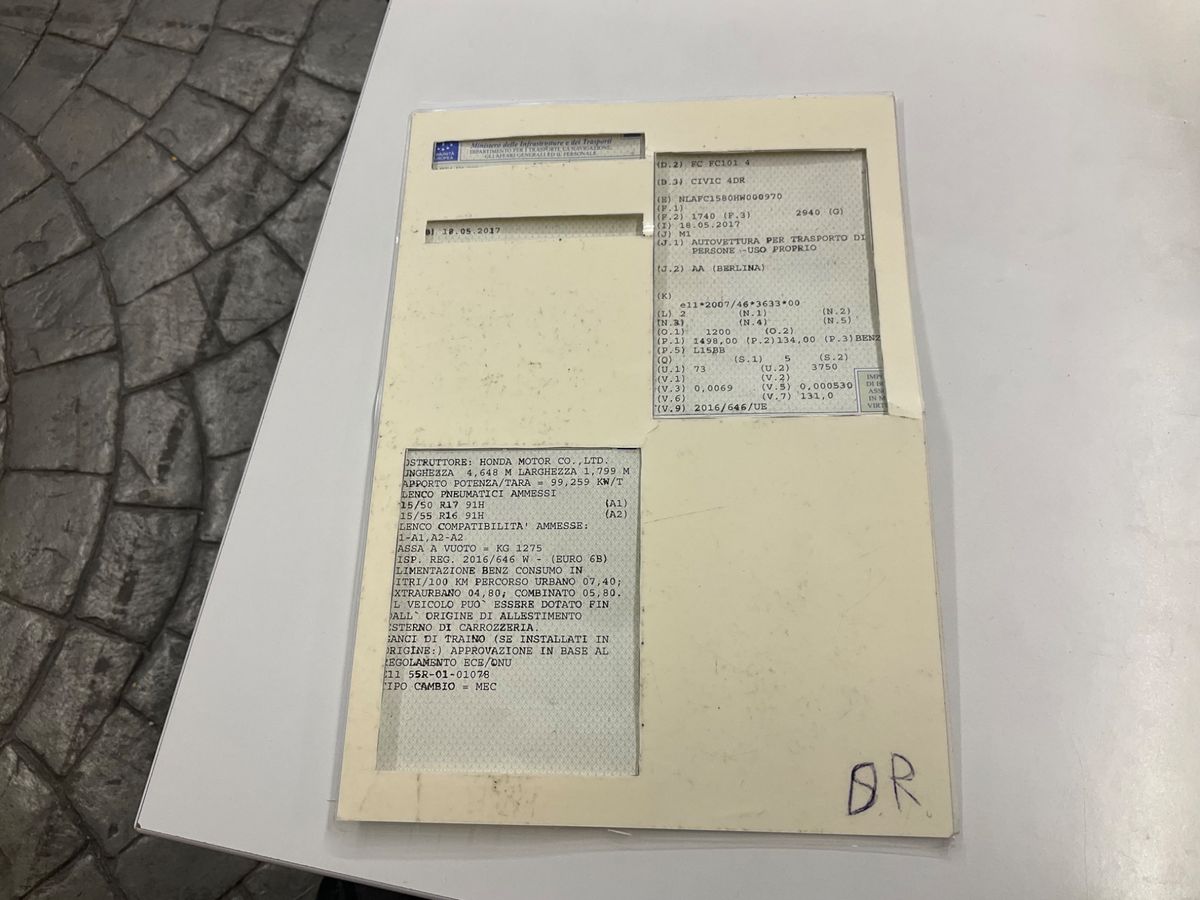 UNIONE EUROPEA
Ministero delle Infrastrutture e dei Trasporti
DIPARTIMENTO PER I TRASPORTI, LA NAVIGAZIONE,
GLI AFFARI GENERALI ED IL PERSONALE
B) 18.05.2017
(D.2) FC FC101 4
(D.3) CIVIC 4DR
(E) NLAFC1580HW000970
(F.1)
(F.2) 1740 (F.3) 2940 (G)
(I) 18.05.2017
(J) M1
(J.1) AUTOVETTURA PER TRASPORTO DI
PERSONE -USO PROPRIO
(J.2) AA (BERLINA)
(K)
e11*2007/46*3633*00
(L) 2 (N.1) (N.2)
(N.3) (N.4) (N.5)
(O.1) 1200 (O.2)
(P.1) 1498,00 (P.2)134,00 (P.3)BENZ
(P.5) L15BB
(Q) (S.1) 5 (S.2)
(U.1) 73 (U.2) 3750
(V.1) (V.2)
(V.3) 0,0069 (V.5) 0,000530
(V.6) (V.7) 131,0
(V.9) 2016/646/UE
IMP
DI B
ASS
IN M
VIRT
OSTRUTTORE: HONDA MOTOR CO.,LTD.
UNGHEZZA 4,648 M LARGHEZZA 1,799 M
APPORTO POTENZA/TARA = 99,259 KW/T
LENCO PNEUMATICI AMMESSI
15/50 R17 91H (A1)
15/55 R16 91H (A2)
LENCO COMPATIBILITA' AMMESSE:
1-A1,A2-A2
ASSA A VUOTO = KG 1275
ISP. REG. 2016/646 W - (EURO 6B)
LIMENTAZIONE BENZ CONSUMO IN
ITRI/100 KM PERCORSO URBANO 07,40;
XTRAURBANO 04,80; COMBINATO 05,80.
L VEICOLO PUO` ESSERE DOTATO FIN
DALL` ORIGINE DI ALLESTIMENTO
ESTERNO DI CARROZZERIA.
GANCI DI TRAINO (SE INSTALLATI IN
ORIGINE:) APPROVAZIONE IN BASE AL
REGOLAMENTO ECE/ONU
E11 55R-01-01078
TIPO CAMBIO = MEC
D.R.